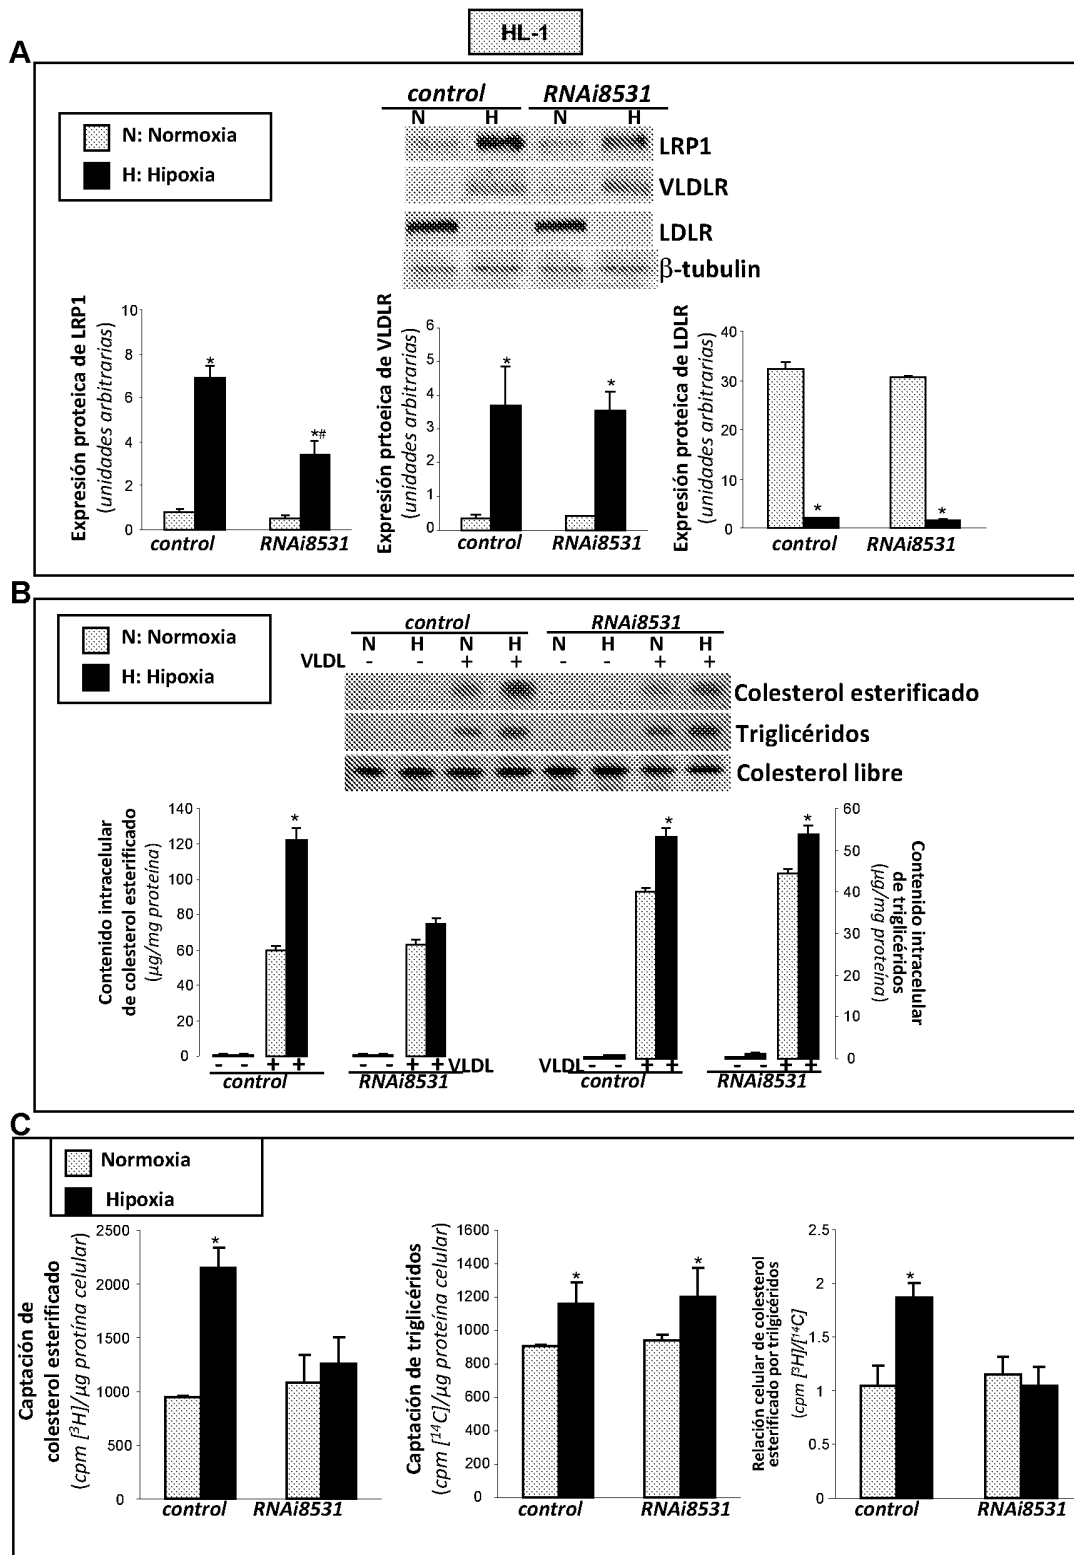 HL-1
A
N: Normoxia
H: Hipoxia
control RNAi8531
N H N H
LRP1
VLDLR
LDLR
β-tubulin
Expresión proteica de LRP1
(unidades arbitrarias)
10
8
6
4
2
0
*
*#
control RNAi8531
Expresión prtoeica de VLDLR
(unidades arbitrarias)
6
5
4
3
2
1
0
*
*
control RNAi8531
Expresión proteica de LDLR
(unidades arbitrarias)
40
30
20
10
0
*
*
control RNAi8531
B
N: Normoxia
H: Hipoxia
control RNAi8531
N H N H N H N H
VLDL - - + + - - + +
Colesterol esterificado
Triglicéridos
Colesterol libre
Contenido intracelular
de colesterol esterificado
(µg/mg proteína)
140
120
100
80
60
40
20
0
*
- - + + - - + + VLDL
control RNAi8531
*
*
VLDL - - + + - - + +
control RNAi8531
60
50
40
30
20
10
0
Contenido intracelular
de triglicéridos
(µg/mg proteína)
C
Normoxia
Hipoxia
Captación de
colesterol esterificado
(cpm [³H]/µg protína celular)
2500
2000
1500
1000
500
0
*
control RNAi8531
Captación de triglicéridos
(cpm [¹⁴C]/µg proteína celular)
1600
1400
1200
1000
800
600
400
200
0
*
*
control RNAi8531
Relación celular de colesterol
esterificado por trilgicéridos
(cpm [³H]/[¹⁴C]
2.5
2
1.5
1
0.5
0
*
control RNAi8531